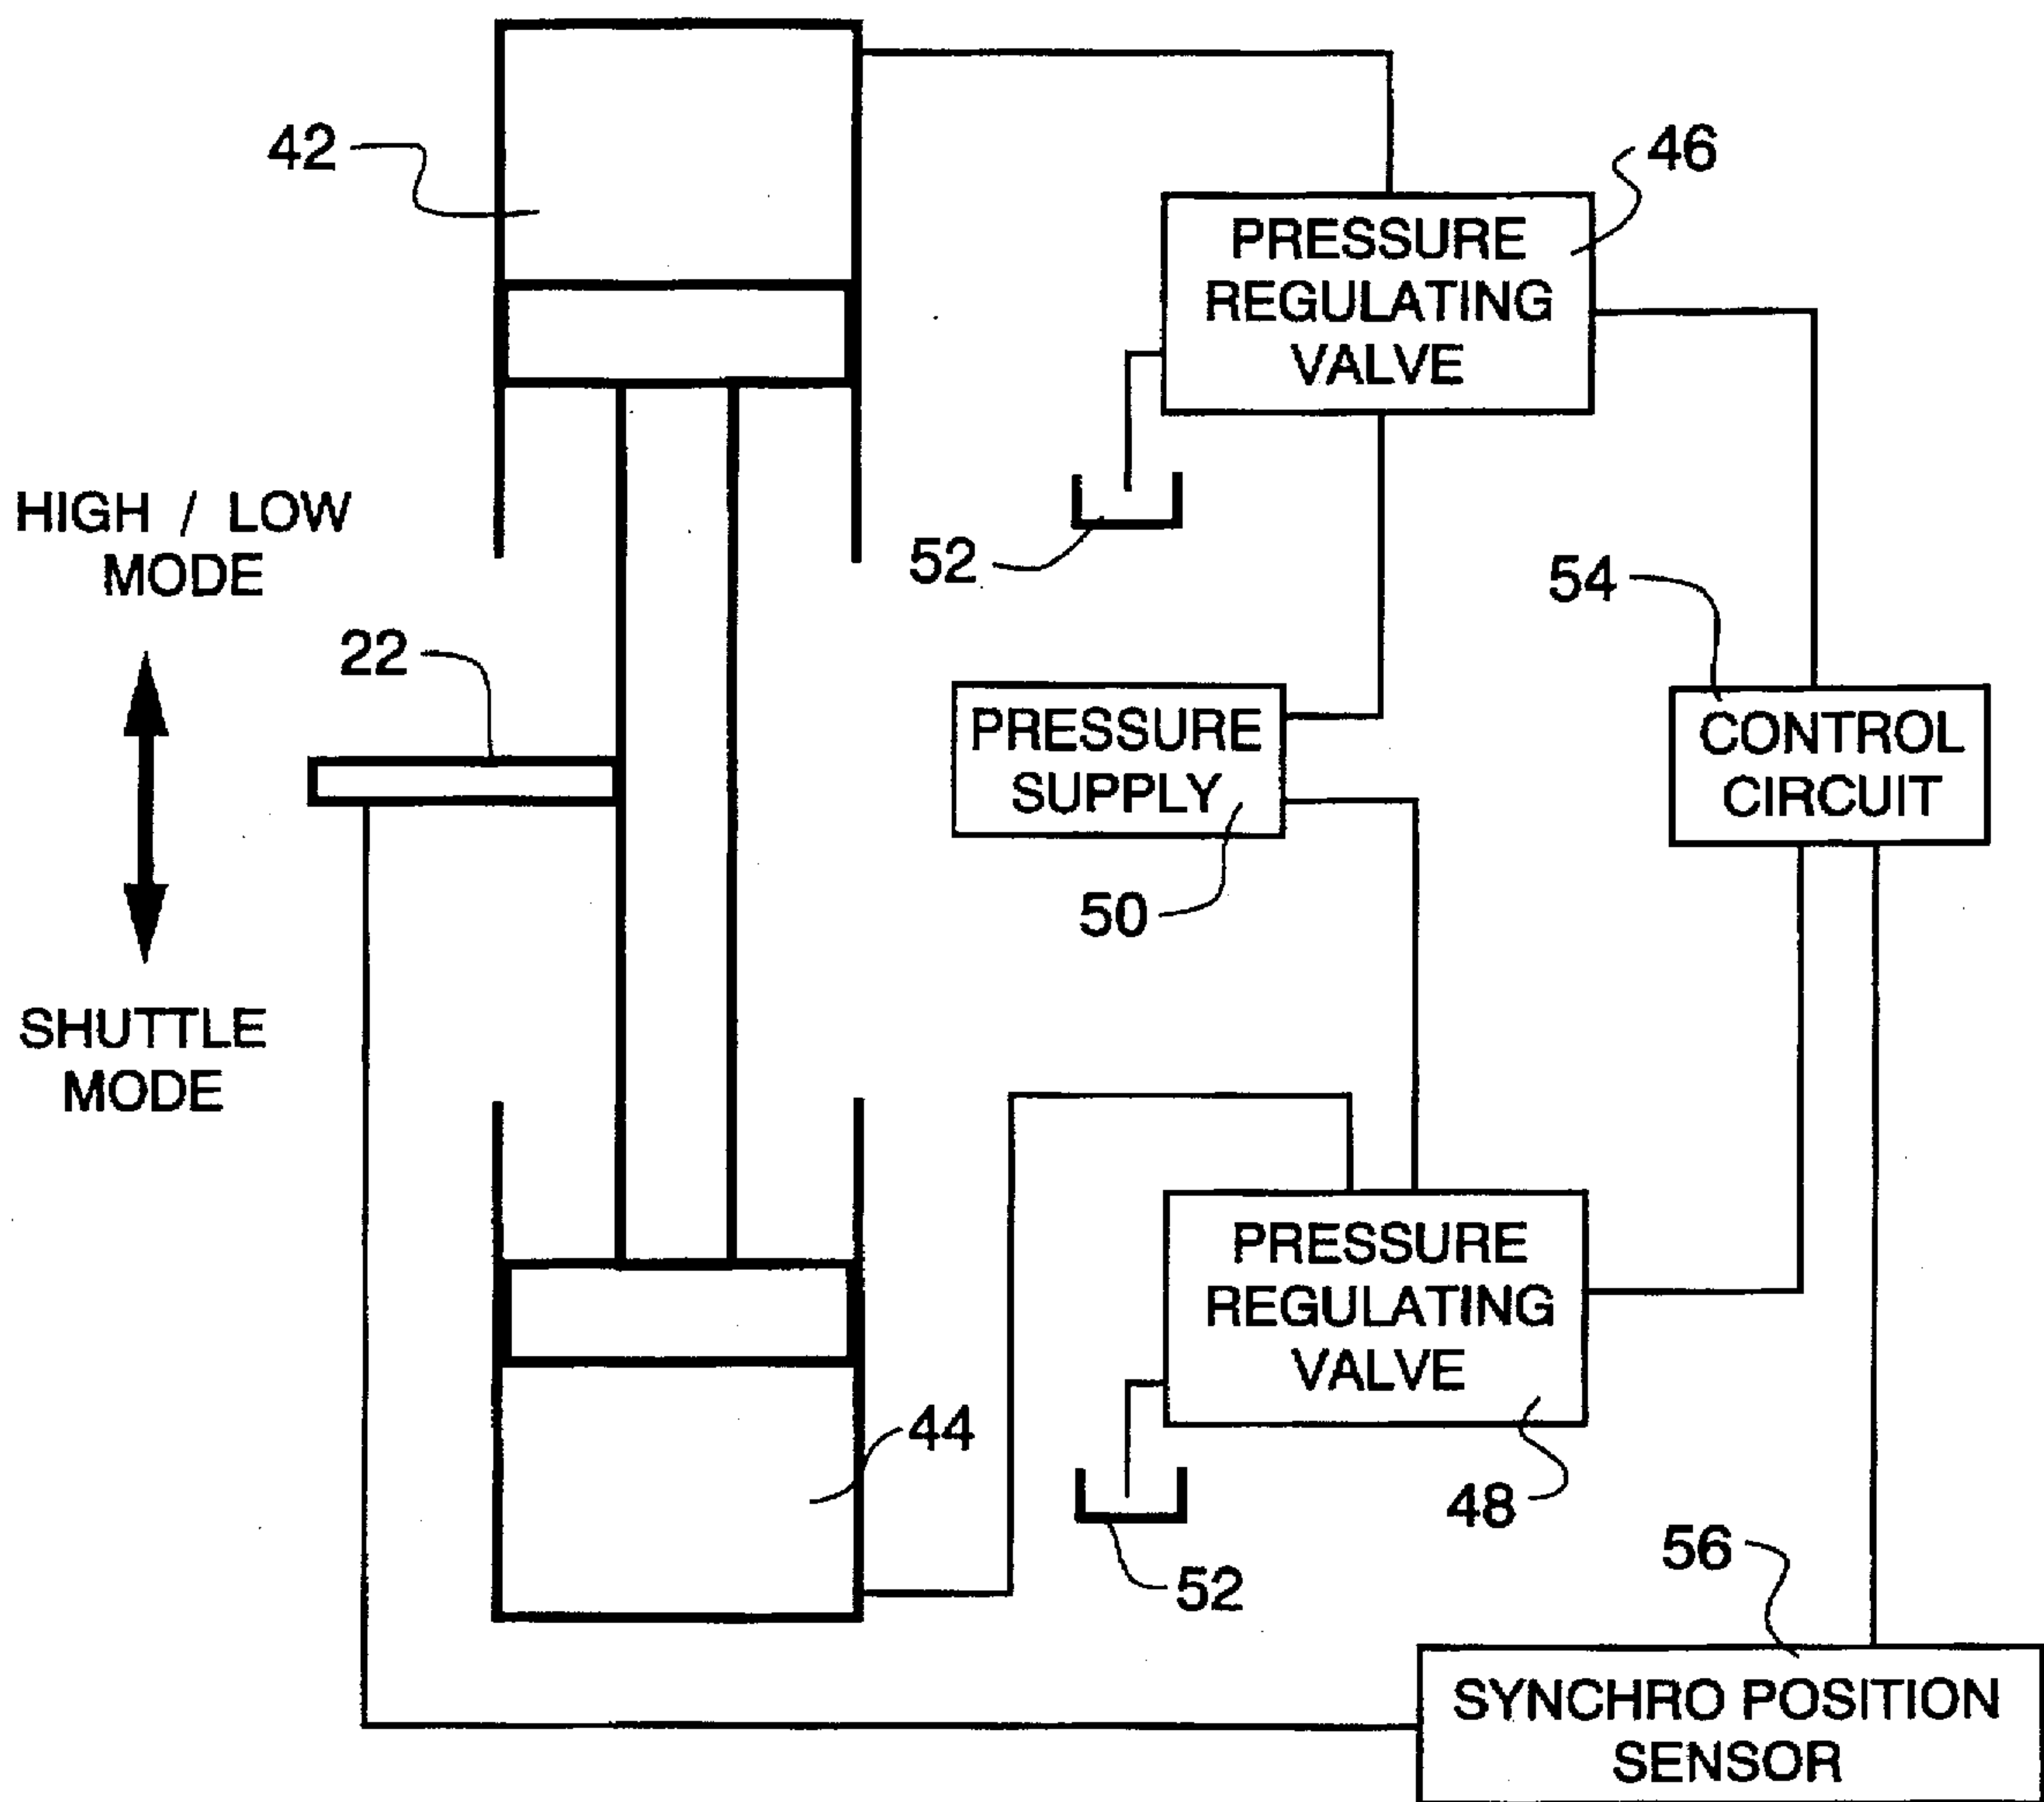 42
46
PRESSURE
REGULATING
VALVE
HIGH / LOW
MODE
52
54
22
PRESSURE
SUPPLY
CONTROL
CIRCUIT
50
SHUTTLE
MODE
PRESSURE
REGULATING
VALVE
44
48
52
56
SYNCHRO POSITION
SENSOR